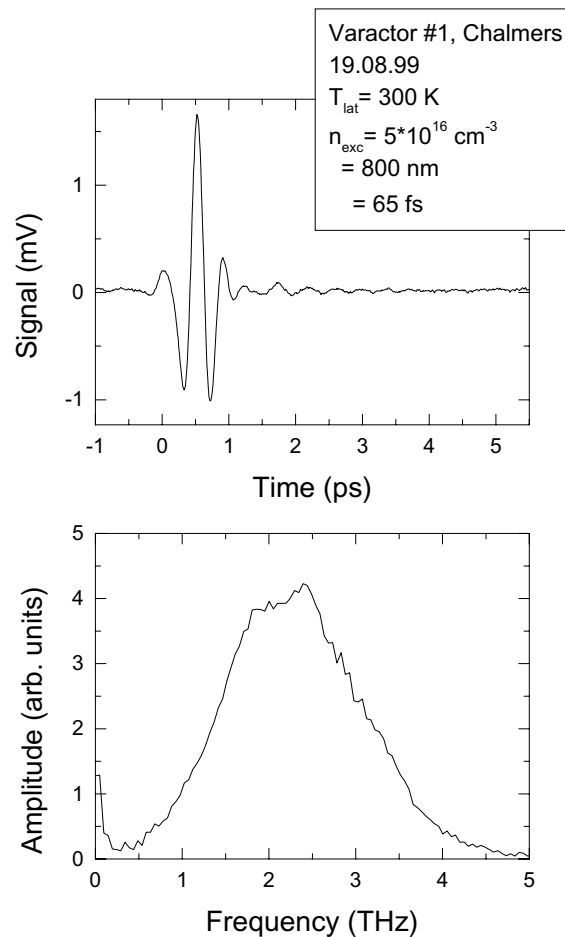 Varactor #1, Chalmers
19.08.99
Tlat= 300 K
nexc= 5*10^16 cm^-3
= 800 nm
= 65 fs
Signal (mV)
1
0
-1
-1 0 1 2 3 4 5
Time (ps)
Amplitude (arb. units)
5
4
3
2
1
0
0 1 2 3 4 5
Frequency (THz)